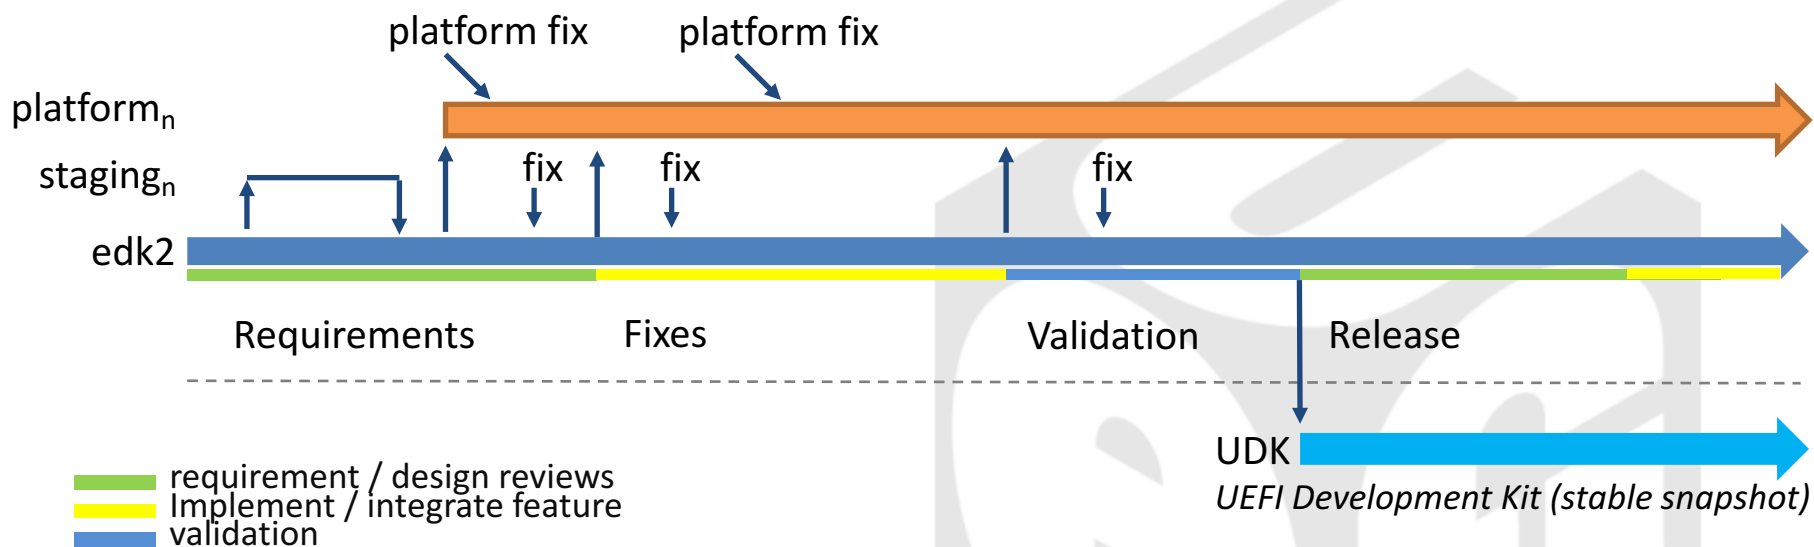 platform fix
platform fix
platformn
stagingn
fix
fix
fix
edk2
Requirements
Fixes
Validation
Release
UDK
UEFI Development Kit (stable snapshot)
requirement / design reviews
Implement / integrate feature
validation